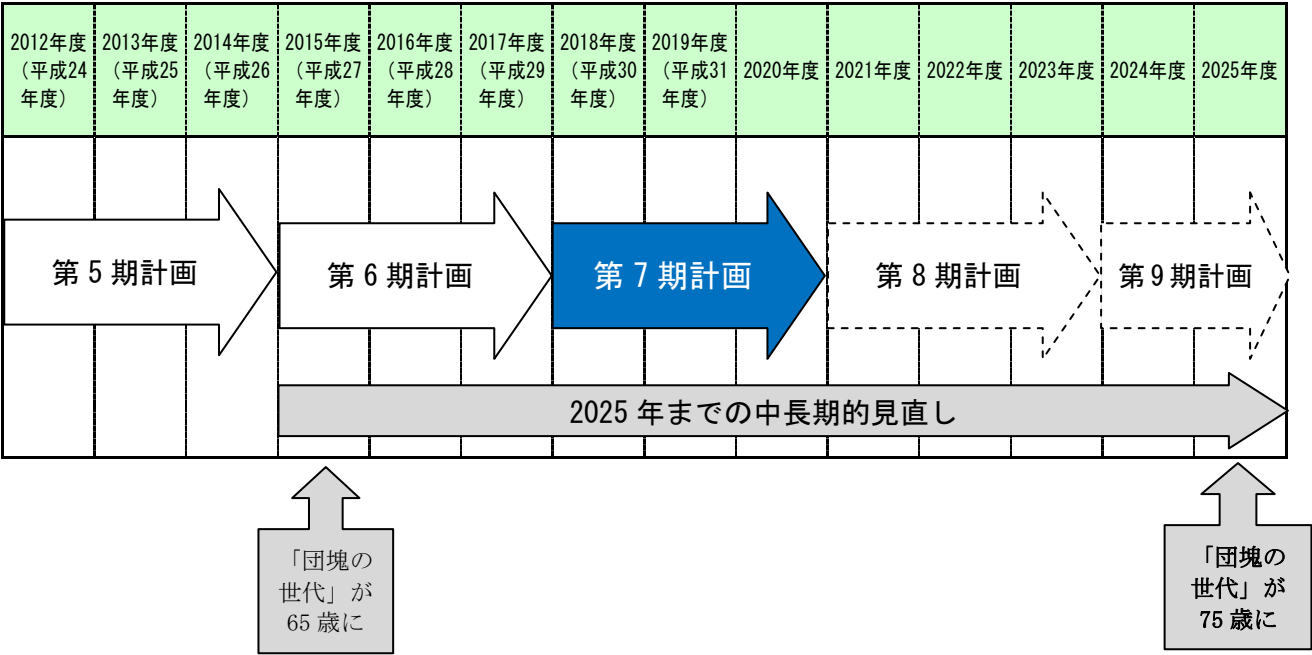 2012年度
（平成24
年度）
2013年度
（平成25
年度）
2014年度
（平成26
年度）
2015年度
（平成27
年度）
2016年度
（平成28
年度）
2017年度
（平成29
年度）
2018年度
（平成30
年度）
2019年度
（平成31
年度）
2020年度
2021年度
2022年度
2023年度
2024年度
2025年度
第５期計画
第６期計画
第７期計画
第８期計画
第９期計画
2025 年までの中長期的見直し
「団塊の
世代」が
65 歳に
「団塊の
世代」が
75 歳に